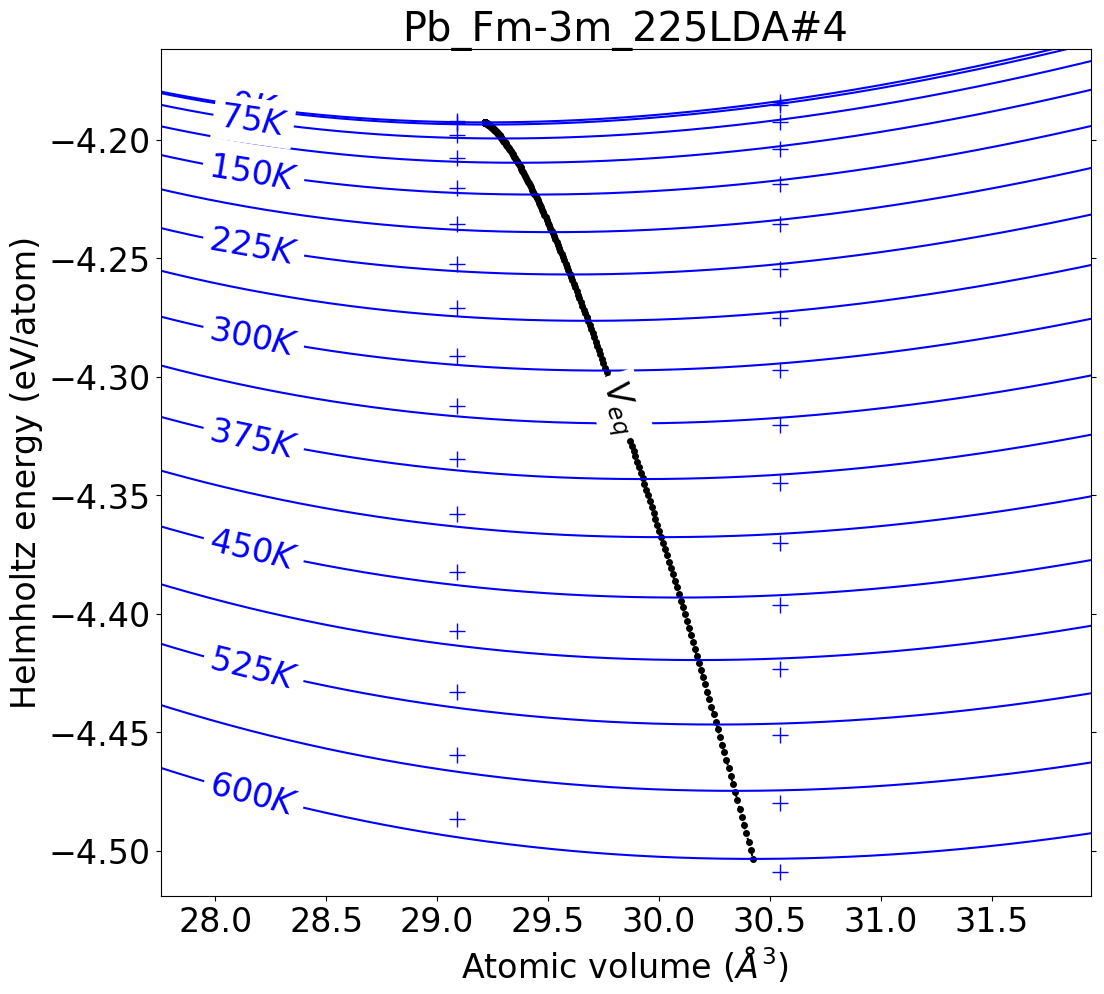 Pb_Fm-3m_225LDA#4
Helmholtz energy (eV/atom)
−4.20
−4.25
−4.30
−4.35
−4.40
−4.45
−4.50
75K
150K
225K
300K
375K
450K
525K
600K
V_eq
28.0 28.5 29.0 29.5 30.0 30.5 31.0 31.5
Atomic volume (Å³)